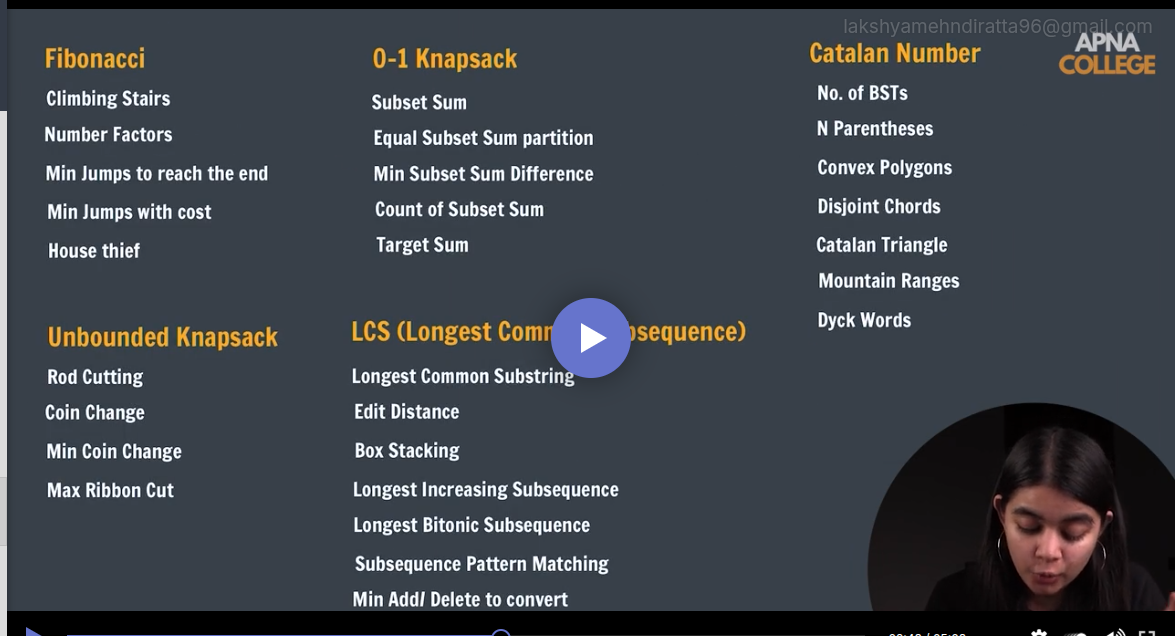 lakshyamehndiratta96@gmail.com
APNA
COLLEGE
Fibonacci
Climbing Stairs
Number Factors
Min Jumps to reach the end
Min Jumps with cost
House thief
0-1 Knapsack
Subset Sum
Equal Subset Sum partition
Min Subset Sum Difference
Count of Subset Sum
Target Sum
Catalan Number
No. of BSTs
N Parentheses
Convex Polygons
Disjoint Chords
Catalan Triangle
Mountain Ranges
Dyck Words
Unbounded Knapsack
Rod Cutting
Coin Change
Min Coin Change
Max Ribbon Cut
LCS (Longest Comm bsequence)
Longest Common Substring
Edit Distance
Box Stacking
Longest Increasing Subsequence
Longest Bitonic Subsequence
Subsequence Pattern Matching
Min Add/ Delete to convert